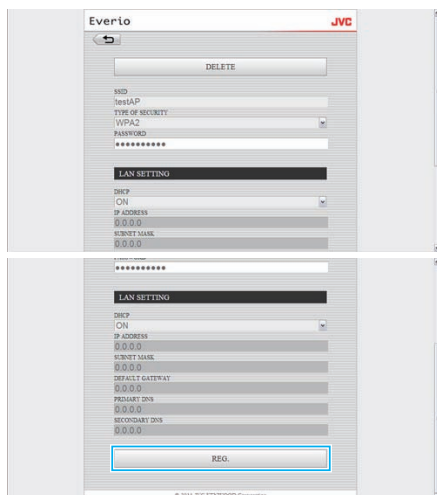 Everio
JVC
DELETE
SSID
testAP
TYPE OF SECURITY
WPA2
PASSWORD
●●●●●●●●●●
LAN SETTING
DHCP
ON
IP ADDRESS
0.0.0.0
SUBNET MASK
0.0.0.0
●●●●●●●●●●
LAN SETTING
DHCP
ON
IP ADDRESS
0.0.0.0
SUBNET MASK
0.0.0.0
DEFAULT GATEWAY
0.0.0.0
PRIMARY DNS
0.0.0.0
SECONDARY DNS
0.0.0.0
REG.